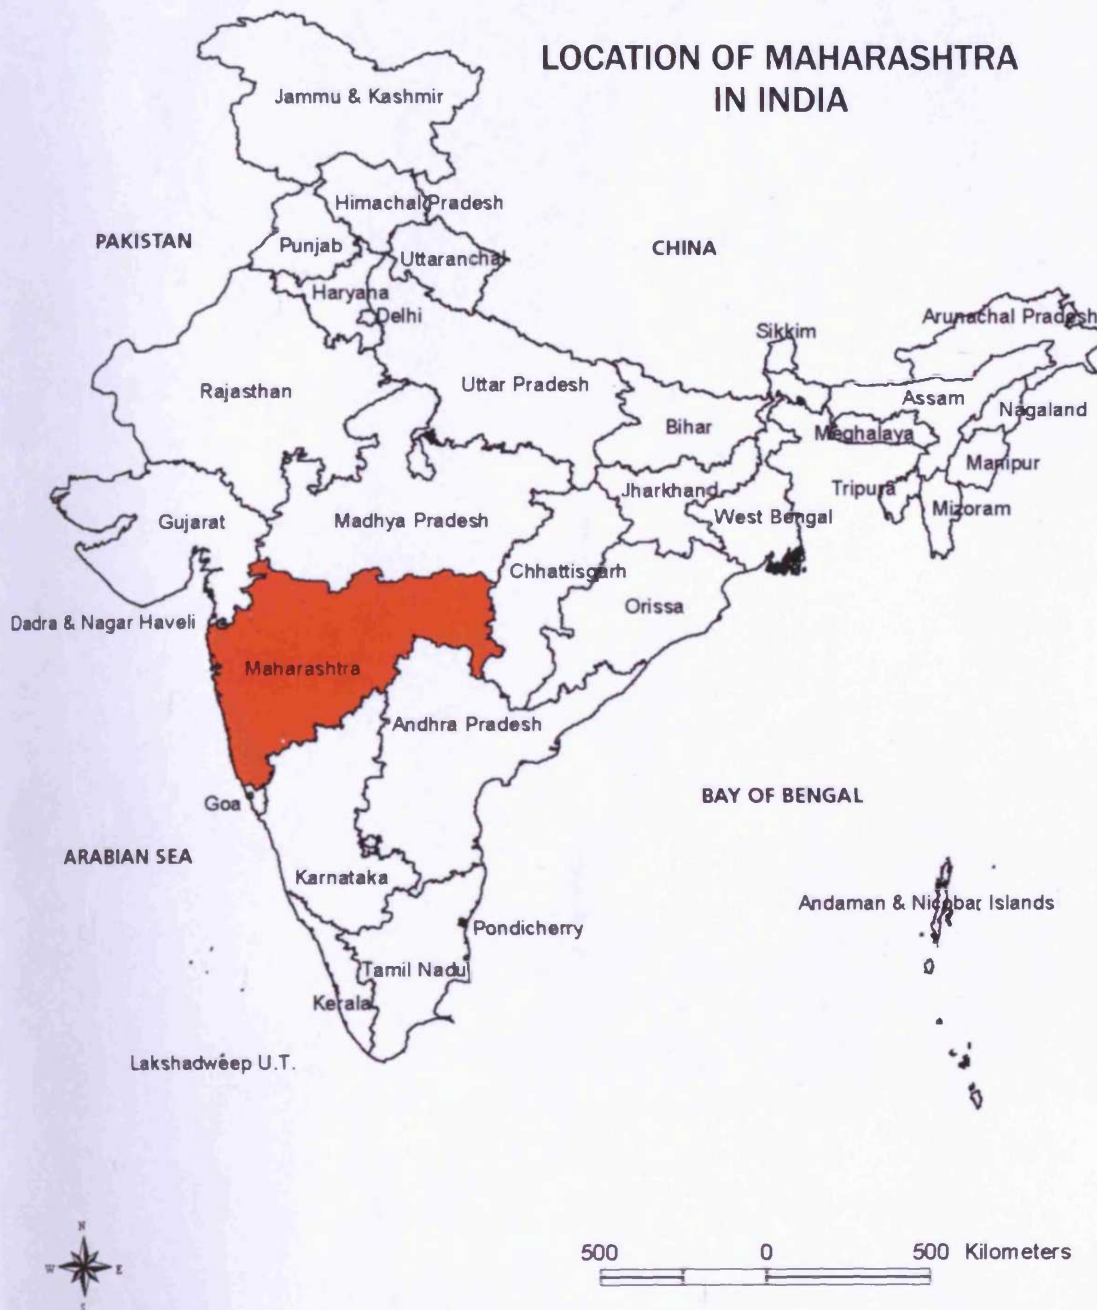 LOCATION OF MAHARASHTRA
IN INDIA
Jammu & Kashmir
Himachal Pradesh
PAKISTAN
Punjab
Uttaranchal
CHINA
Haryana
Delhi
Sikkim
Arunachal Pradesh
Rajasthan
Uttar Pradesh
Assam
Nagaland
Bihar
Meghalaya
Manipur
Jharkhand
Tripura
Gujarat
Madhya Pradesh
West Bengal
Mizoram
Chhattisgarh
Orissa
Dadra & Nagar Haveli
Maharashtra
Andhra Pradesh
Goa
BAY OF BENGAL
ARABIAN SEA
Karnataka
Andaman & Nicobar Islands
Pondicherry
Tamil Nadu
Kerala
Lakshadweep U.T.
N
W E
S
500 0 500 Kilometers